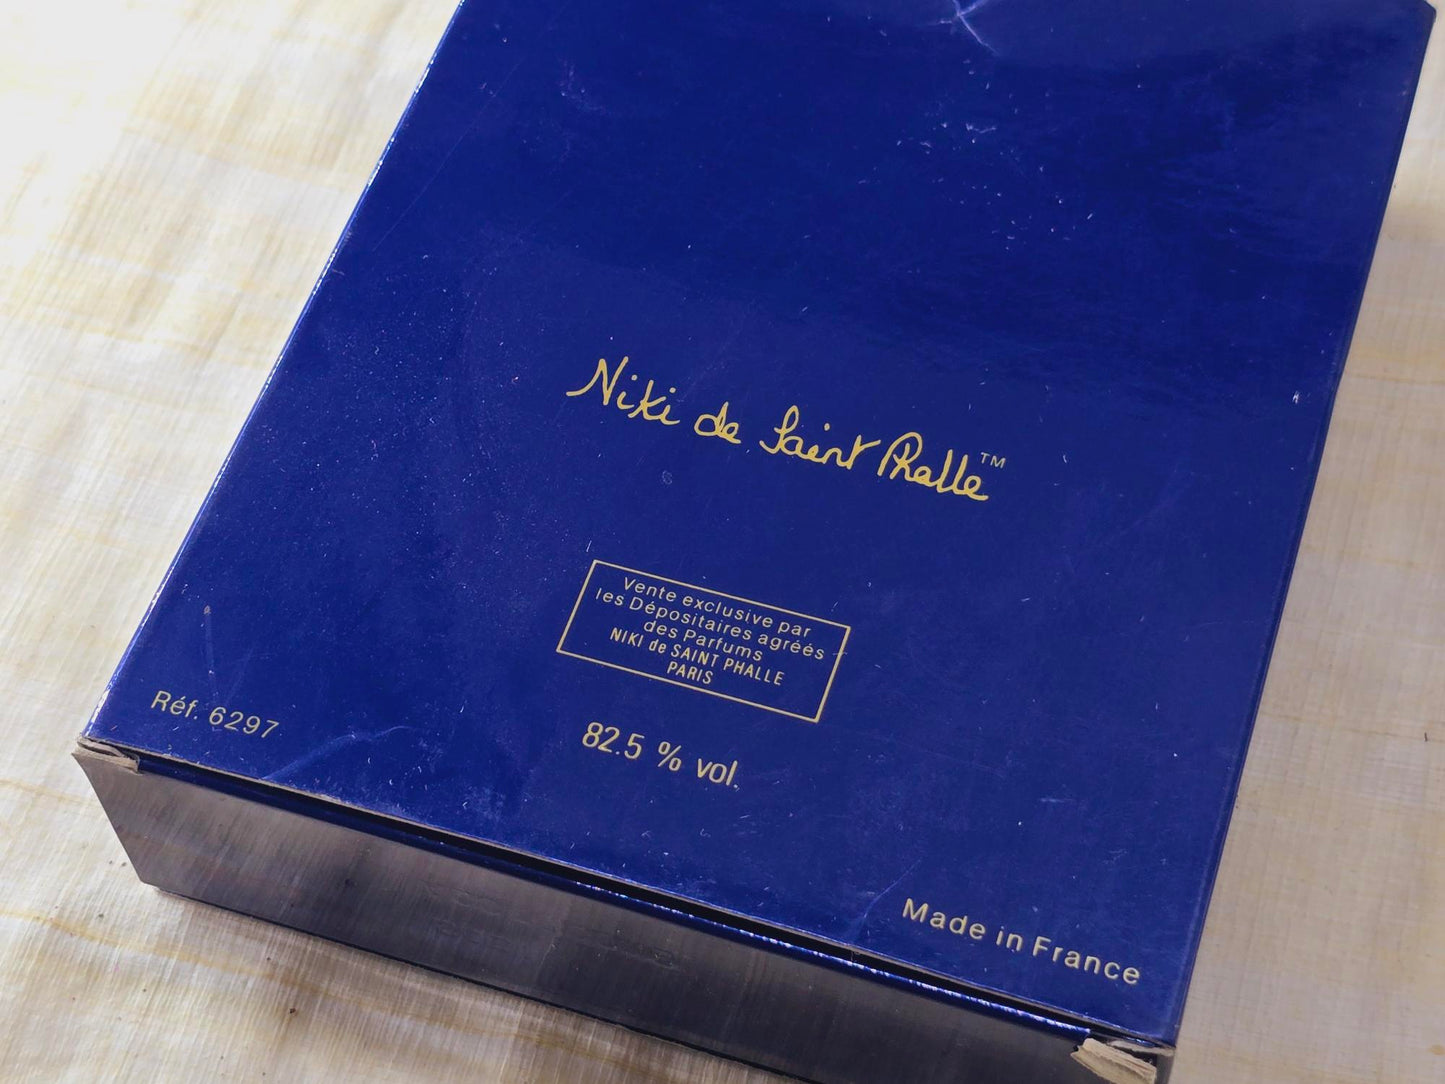 Niki de Saint Phalle™
Vente exclusive par
les Dépositaires agréés
des Parfums
NIKI de SAINT PHALLE
PARIS
Réf. 6297
82.5 % vol.
Made in France